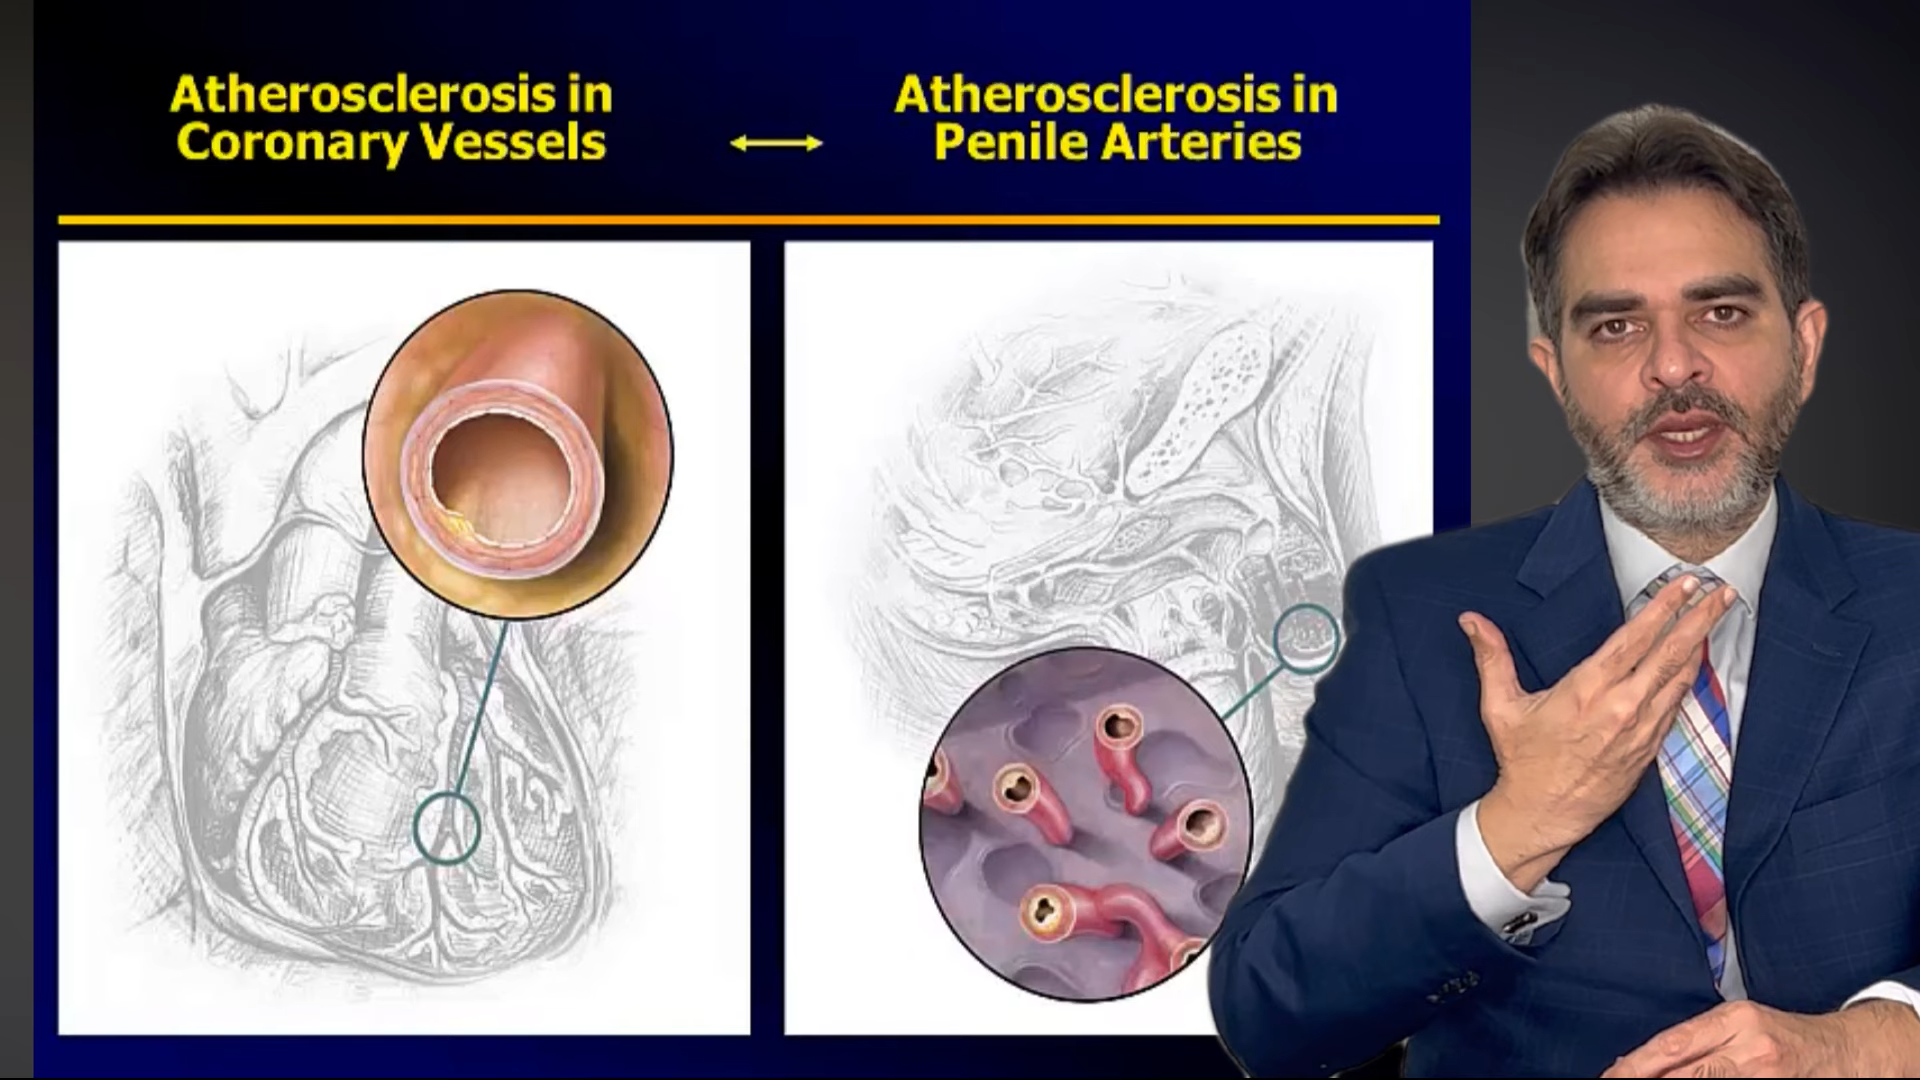 Atherosclerosis in
Coronary Vessels
Atherosclerosis in
Penile Arteries